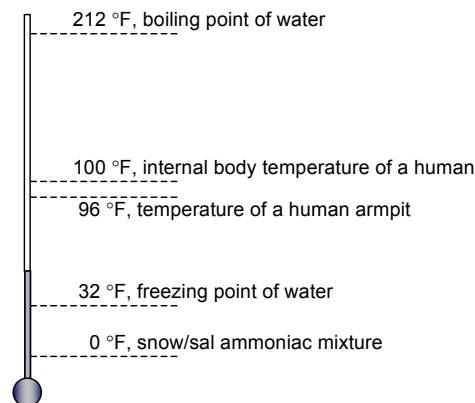 212 °F, boiling point of water
100 °F, internal body temperature of a human
96 °F, temperature of a human armpit
32 °F, freezing point of water
0 °F, snow/sal ammoniac mixture